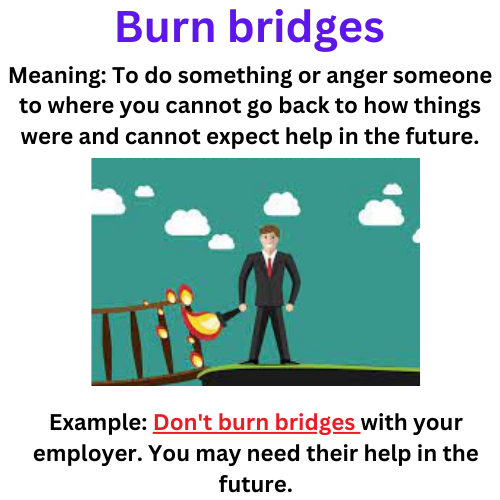 Burn bridges
Meaning: To do something or anger someone
to where you cannot go back to how things
were and cannot expect help in the future.
Example: Don't burn bridges with your
employer. You may need their help in the
future.